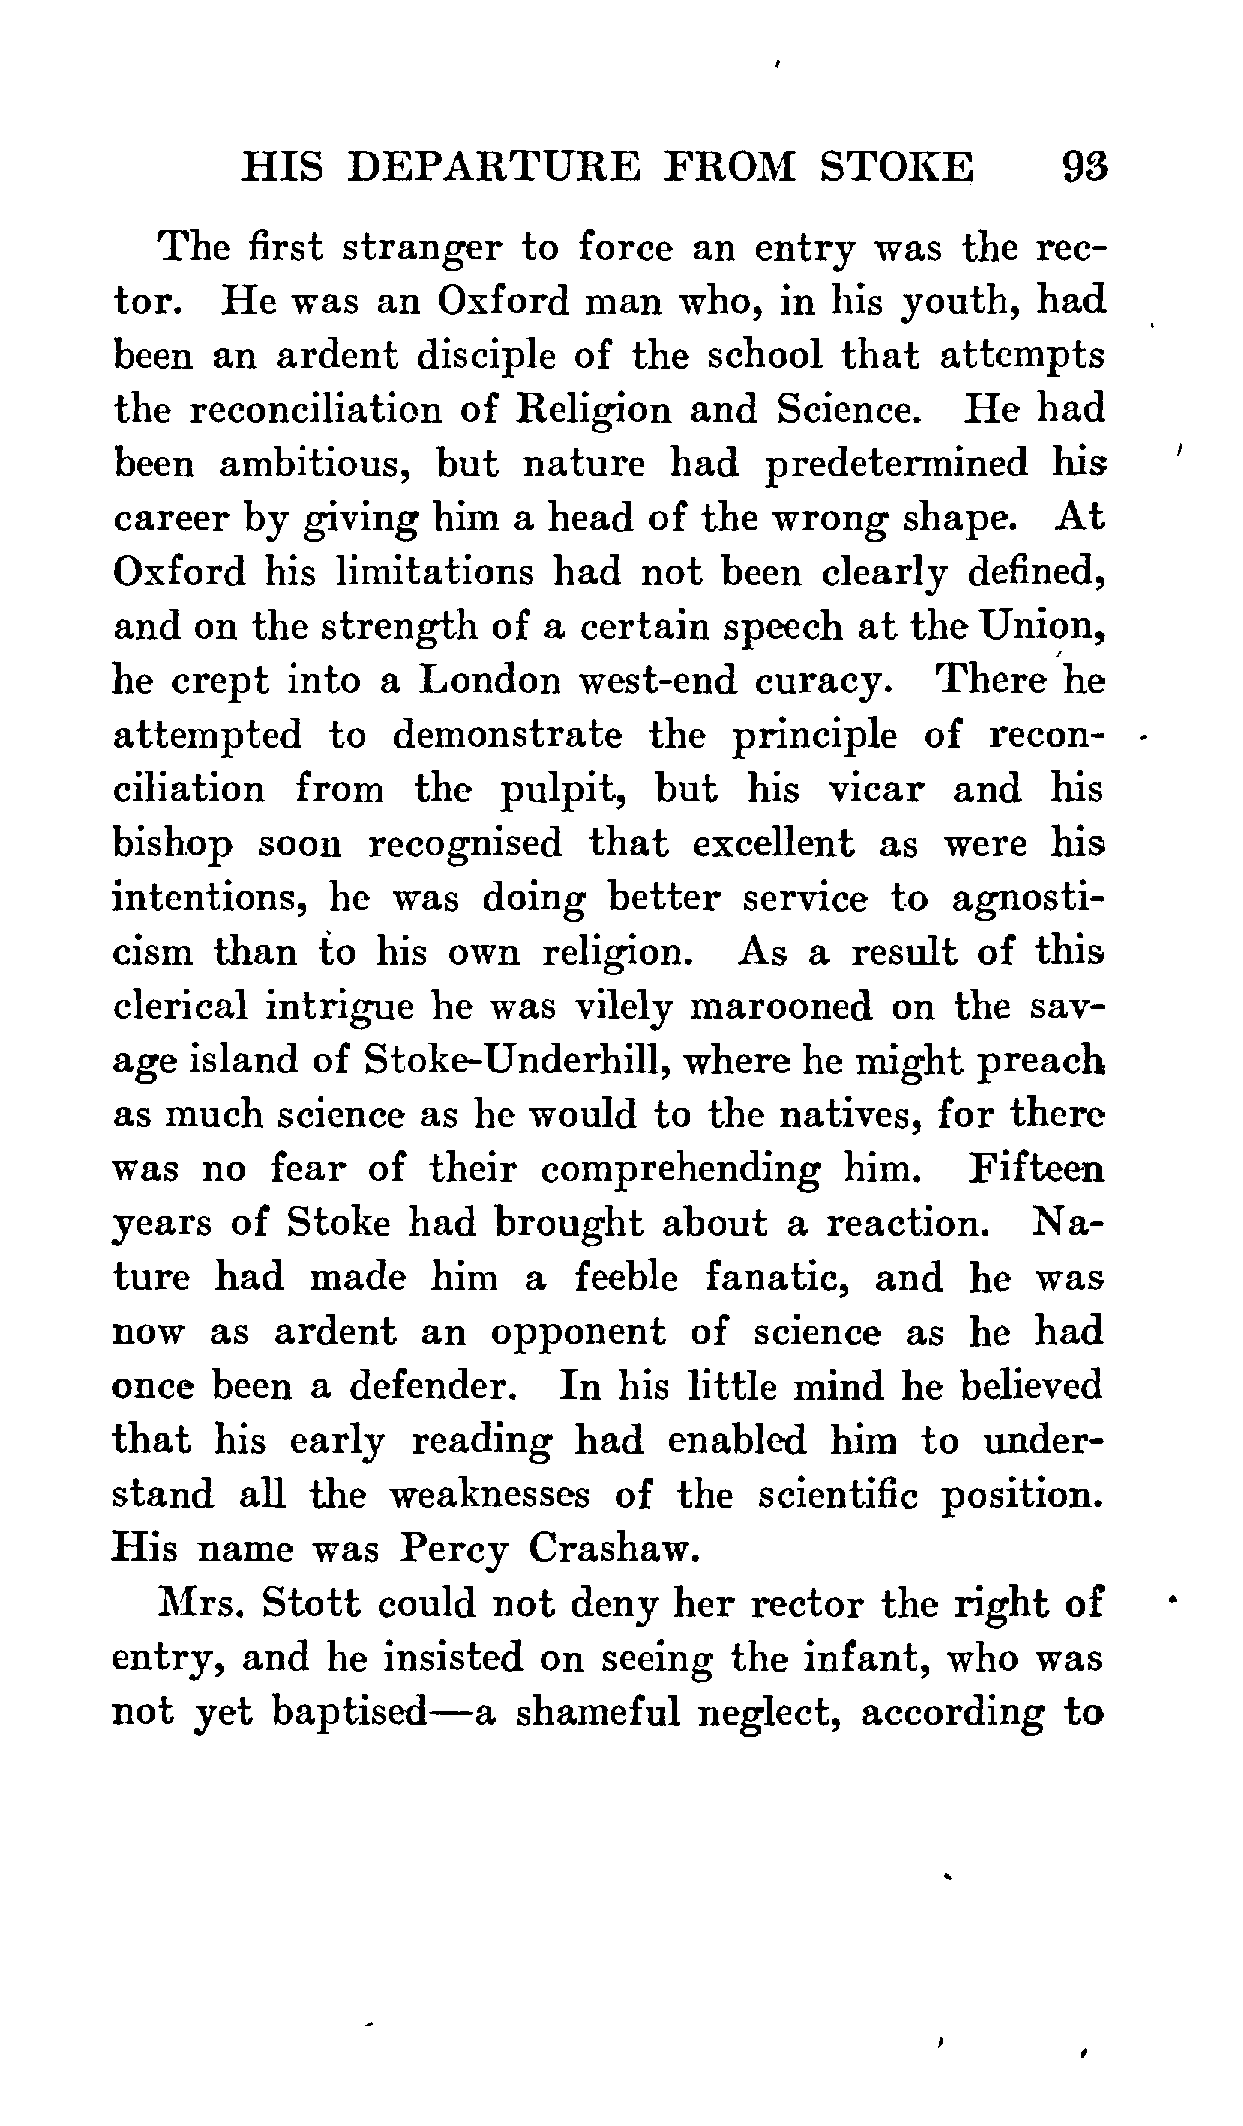 HIS DEPARTURE FROM STOKE 93
The first stranger to force an entry was the rec-
tor. He was an Oxford man who, in his youth, had
been an ardent disciple of the school that attempts
the reconciliation of Religion and Science. He had
been ambitious, but nature had predetermined his
career by giving him a head of the wrong shape. At
Oxford his limitations had not been clearly defined,
and on the strength of a certain speech at the Union,
he crept into a London west-end curacy. There he
attempted to demonstrate the principle of recon-
ciliation from the pulpit, but his vicar and his
bishop soon recognised that excellent as were his
intentions, he was doing better service to agnosti-
cism than to his own religion. As a result of this
clerical intrigue he was vilely marooned on the sav-
age island of Stoke-Underhill, where he might preach
as much science as he would to the natives, for there
was no fear of their comprehending him. Fifteen
years of Stoke had brought about a reaction. Na-
ture had made him a feeble fanatic, and he was
now as ardent an opponent of science as he had
once been a defender. In his little mind he believed
that his early reading had enabled him to under-
stand all the weaknesses of the scientific position.
His name was Percy Crashaw.
Mrs. Stott could not deny her rector the right of
entry, and he insisted on seeing the infant, who was
not yet baptised—a shameful neglect, according to